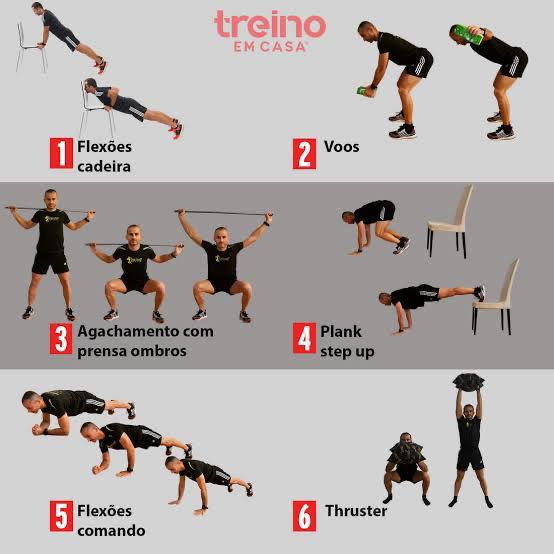 treino
EM CASA®
1 Flexões
cadeira
2 Voos
3 Agachamento com
prensa ombros
4 Plank
step up
5 Flexões
comando
6 Thruster